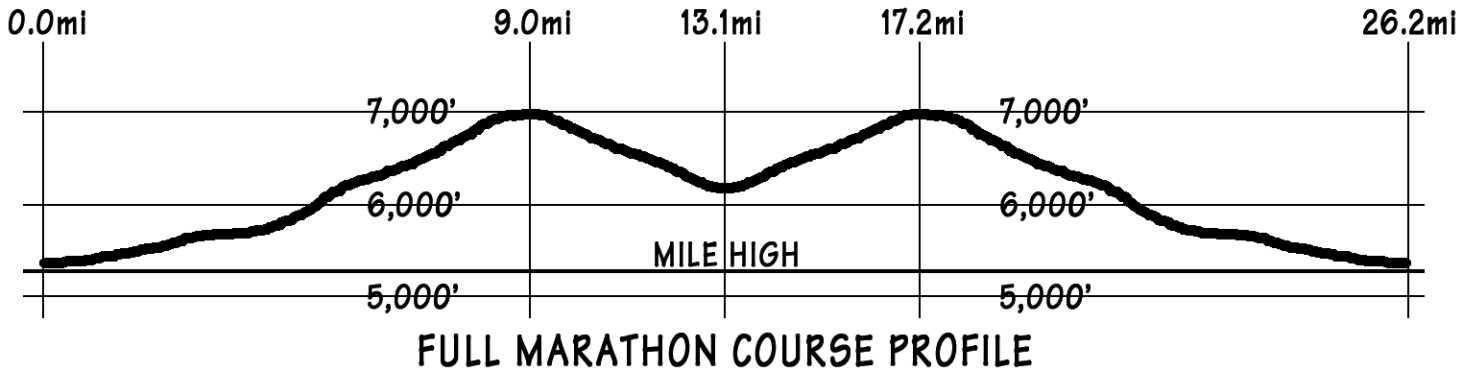 0.0mi 9.0mi 13.1mi 17.2mi 26.2mi
7,000' 7,000'
6,000' 6,000'
MILE HIGH
5,000' 5,000'
FULL MARATHON COURSE PROFILE